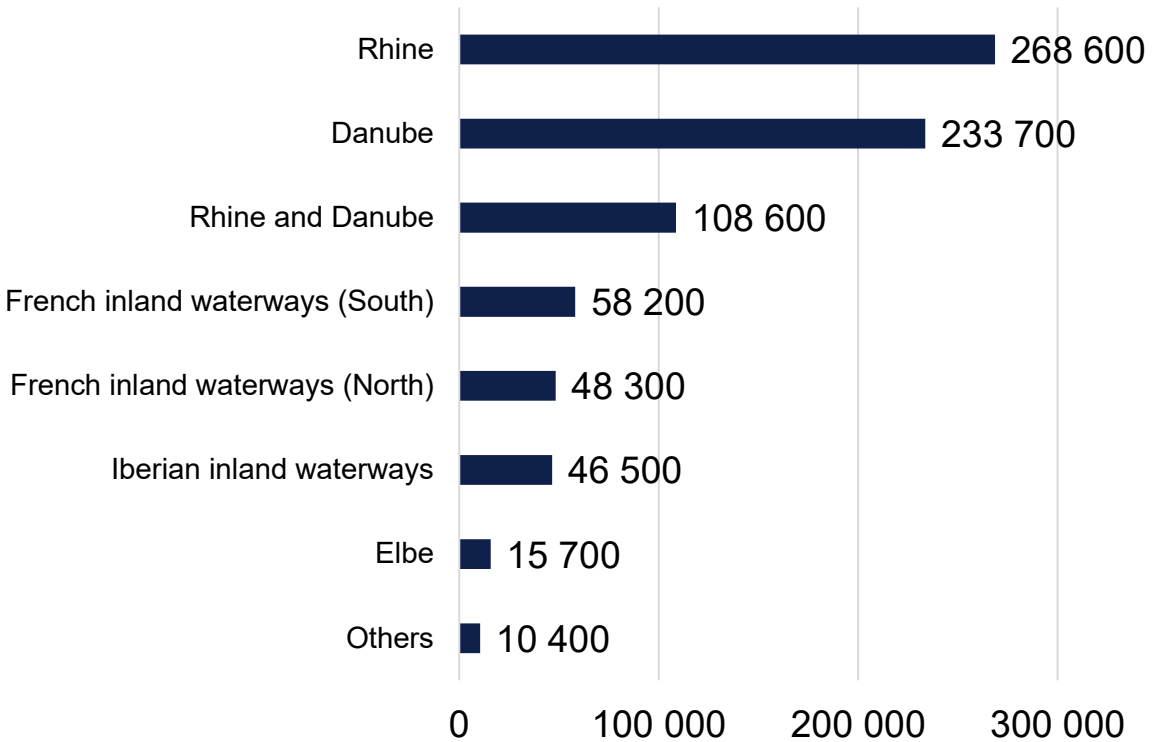 Rhine 268 600
Danube 233 700
Rhine and Danube 108 600
French inland waterways (South) 58 200
French inland waterways (North) 48 300
Iberian inland waterways 46 500
Elbe 15 700
Others 10 400
0 100 000 200 000 300 000